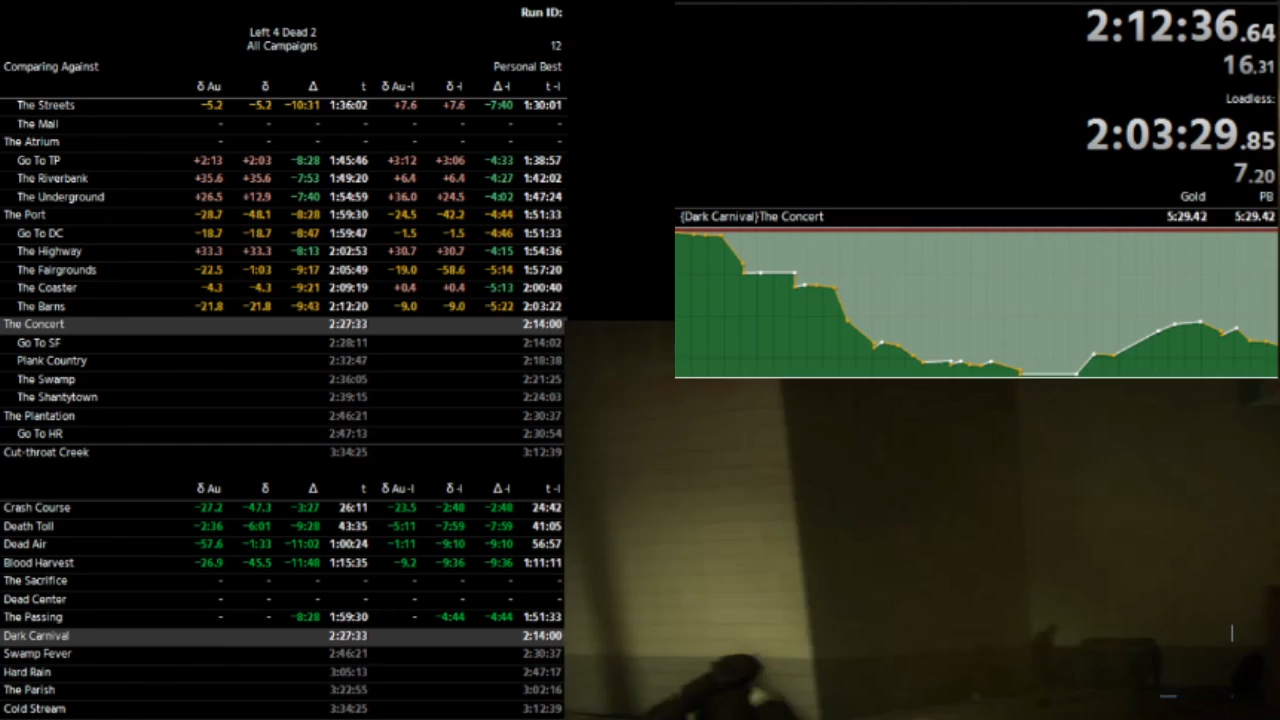 Run ID:
Left 4 Dead 2
All Campaigns 12
Comparing Against Personal Best
δ Au δ Δ t δ Au -l δ -l Δ -l t -l
The Streets −5.2 −5.2 −10:31 1:36:02 +7.6 +7.6 −7:40 1:30:01
The Mall - - - - - - - -
The Atrium - - - - - - - -
Go To TP +2:13 +2:03 −8:28 1:45:46 +3:12 +3:06 −4:33 1:38:57
The Riverbank +35.6 +35.6 −7:53 1:49:20 +6.4 +6.4 −4:27 1:42:02
The Underground +26.5 +12.9 −7:40 1:54:59 +36.0 +24.5 −4:02 1:47:24
The Port −28.7 −48.1 −8:28 1:59:30 −24.5 −42.2 −4:44 1:51:33
Go To DC −18.7 −18.7 −8:47 1:59:47 −1.5 −1.5 −4:46 1:51:33
The Highway +33.3 +33.3 −8:13 2:02:53 +30.7 +30.7 −4:15 1:54:36
The Fairgrounds −22.5 −1:03 −9:17 2:05:49 −19.0 −58.6 −5:14 1:57:20
The Coaster −4.3 −4.3 −9:21 2:09:19 +0.4 +0.4 −5:13 2:00:40
The Barns −21.8 −21.8 −9:43 2:12:20 −9.0 −9.0 −5:22 2:03:22
The Concert 2:27:33 2:14:00
Go To SF 2:28:11 2:14:02
Plank Country 2:32:47 2:18:38
The Swamp 2:36:05 2:21:25
The Shantytown 2:39:15 2:24:03
The Plantation 2:46:21 2:30:37
Go To HR 2:47:13 2:30:54
Cut-throat Creek 3:34:25 3:12:39
δ Au δ Δ t δ Au -l δ -l Δ -l t -l
Crash Course −27.2 −47.3 −3:27 26:11 −23.5 −2:48 −2:48 24:42
Death Toll −2:36 −6:01 −9:28 43:35 −5:11 −7:59 −7:59 41:05
Dead Air −57.6 −1:33 −11:02 1:00:24 −1:11 −9:10 −9:10 56:57
Blood Harvest −26.9 −45.5 −11:48 1:15:35 −9.2 −9:36 −9:36 1:11:11
The Sacrifice - - - - - - - -
Dead Center - - - - - - - -
The Passing - - −8:28 1:59:30 - −4:44 −4:44 1:51:33
Dark Carnival 2:27:33 2:14:00
Swamp Fever 2:46:21 2:30:37
Hard Rain 3:05:13 2:47:17
The Parish 3:22:55 3:02:16
Cold Stream 3:34:25 3:12:39
2:12:36.64
16.31
Loadless:
2:03:29.85
7.20
Gold PB
{Dark Carnival}The Concert 5:29.42 5:29.42